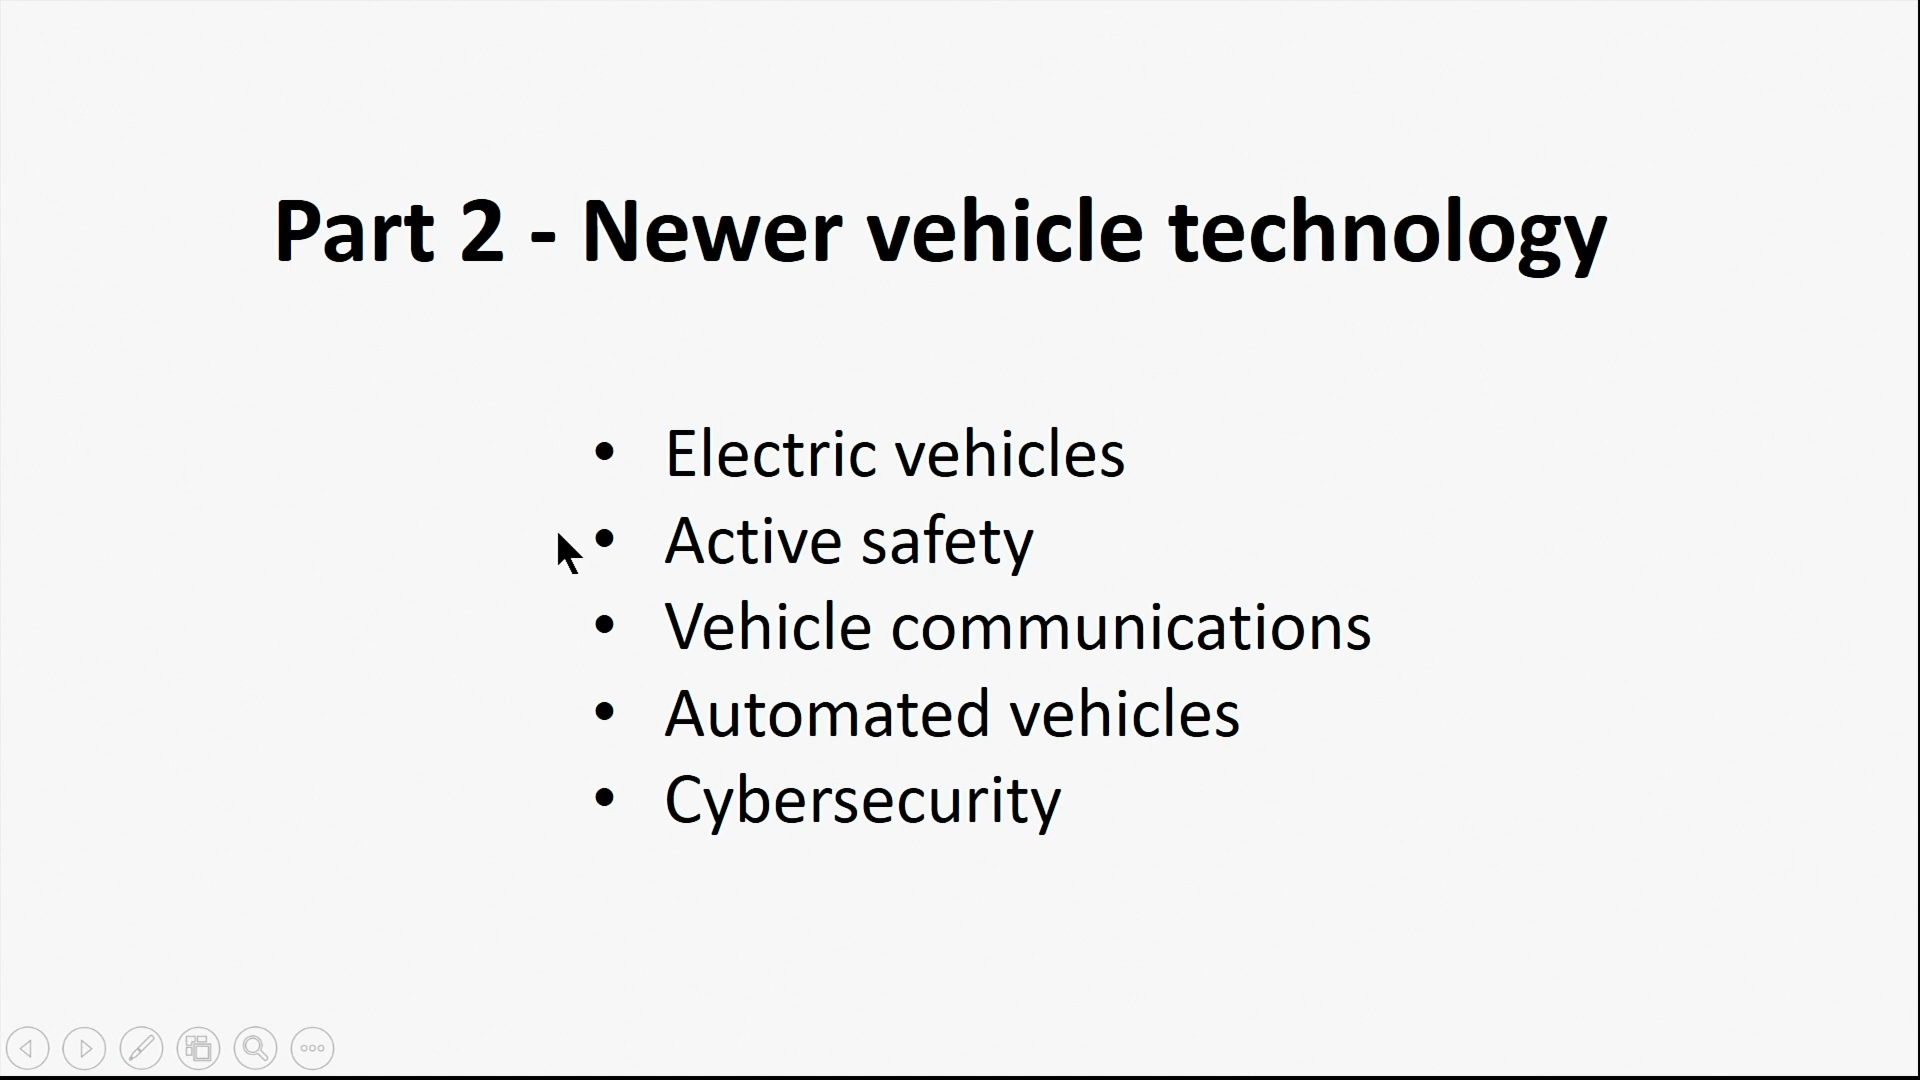 Part 2 - Newer vehicle technology
• Electric vehicles
• Active safety
• Vehicle communications
• Automated vehicles
• Cybersecurity